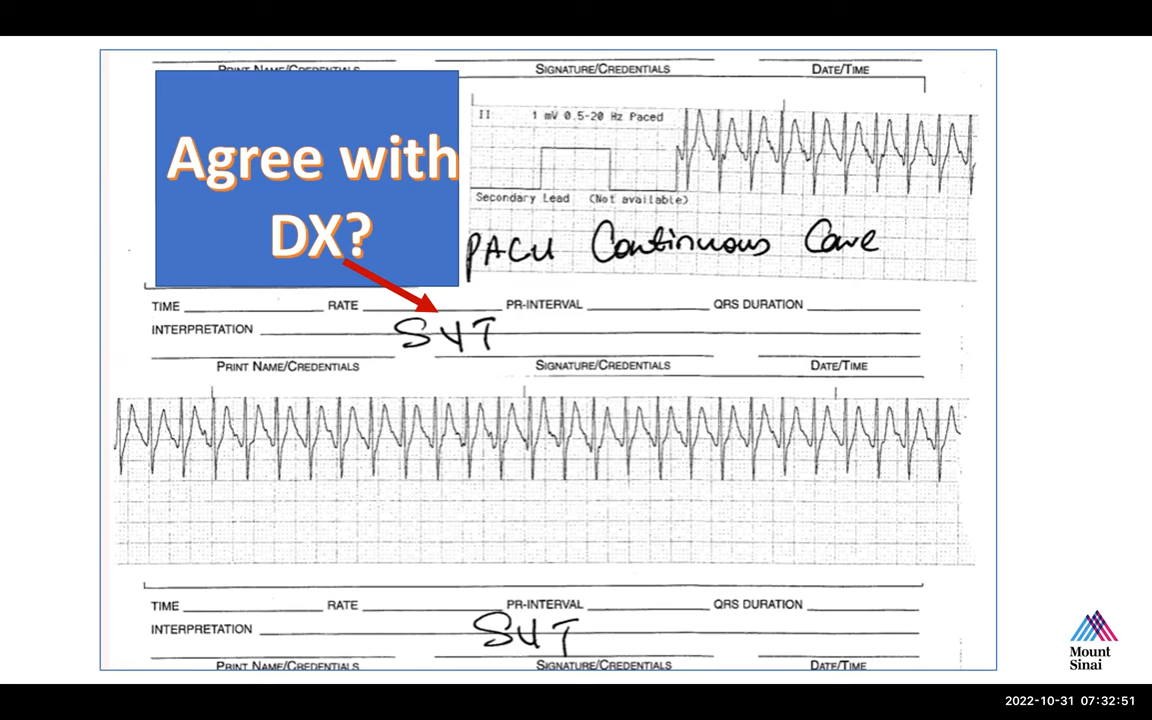 PRINT NAME/CREDENTIALS SIGNATURE/CREDENTIALS DATE/TIME
Agree with
DX?
II 1 mV 0.5-20 Hz Paced
Secondary Lead (Not available)
PACU Continuous Care
TIME RATE PR-INTERVAL QRS DURATION
INTERPRETATION SVT
PRINT NAME/CREDENTIALS SIGNATURE/CREDENTIALS DATE/TIME
TIME RATE PR-INTERVAL QRS DURATION
INTERPRETATION SVT
PRINT NAME/CREDENTIALS SIGNATURE/CREDENTIALS DATE/TIME
Mount
Sinai
2022-10-31 07:32:51